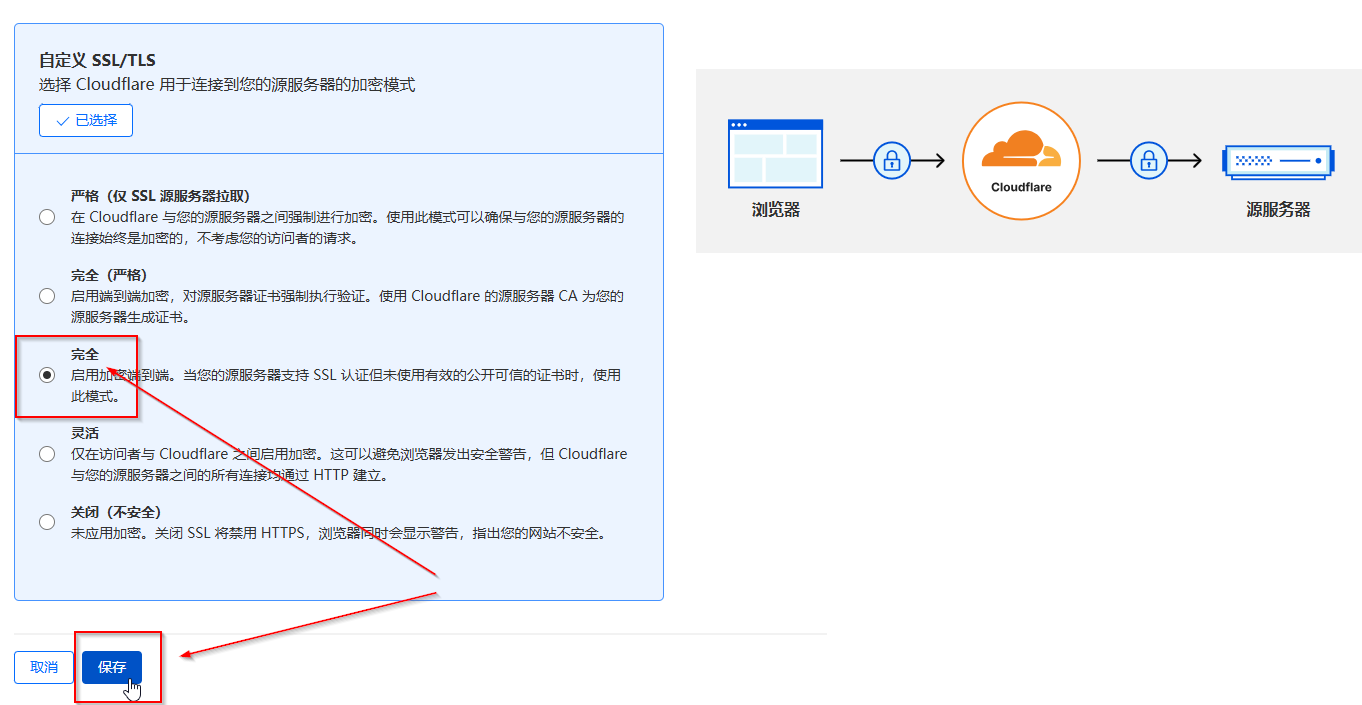 自定义 SSL/TLS
选择 Cloudflare 用于连接到您的源服务器的加密模式
已选择
严格（仅 SSL 源服务器拉取）
在 Cloudflare 与您的源服务器之间强制进行加密。使用此模式可以确保与您的源服务器的
连接始终是加密的，不考虑您的访问者的请求。
完全（严格）
启用端到端加密，对源服务器证书强制执行验证。使用 Cloudflare 的源服务器 CA 为您的
源服务器生成证书。
完全
启用加密端到端。当您的源服务器支持 SSL 认证但未使用有效的公开可信的证书时，使用
此模式。
灵活
仅在访问者与 Cloudflare 之间启用加密。这可以避免浏览器发出安全警告，但 Cloudflare
与您的源服务器之间的所有连接均通过 HTTP 建立。
关闭（不安全）
未应用加密。关闭 SSL 将禁用 HTTPS，浏览器同时会显示警告，指出您的网站不安全。
取消
保存
浏览器
Cloudflare
源服务器